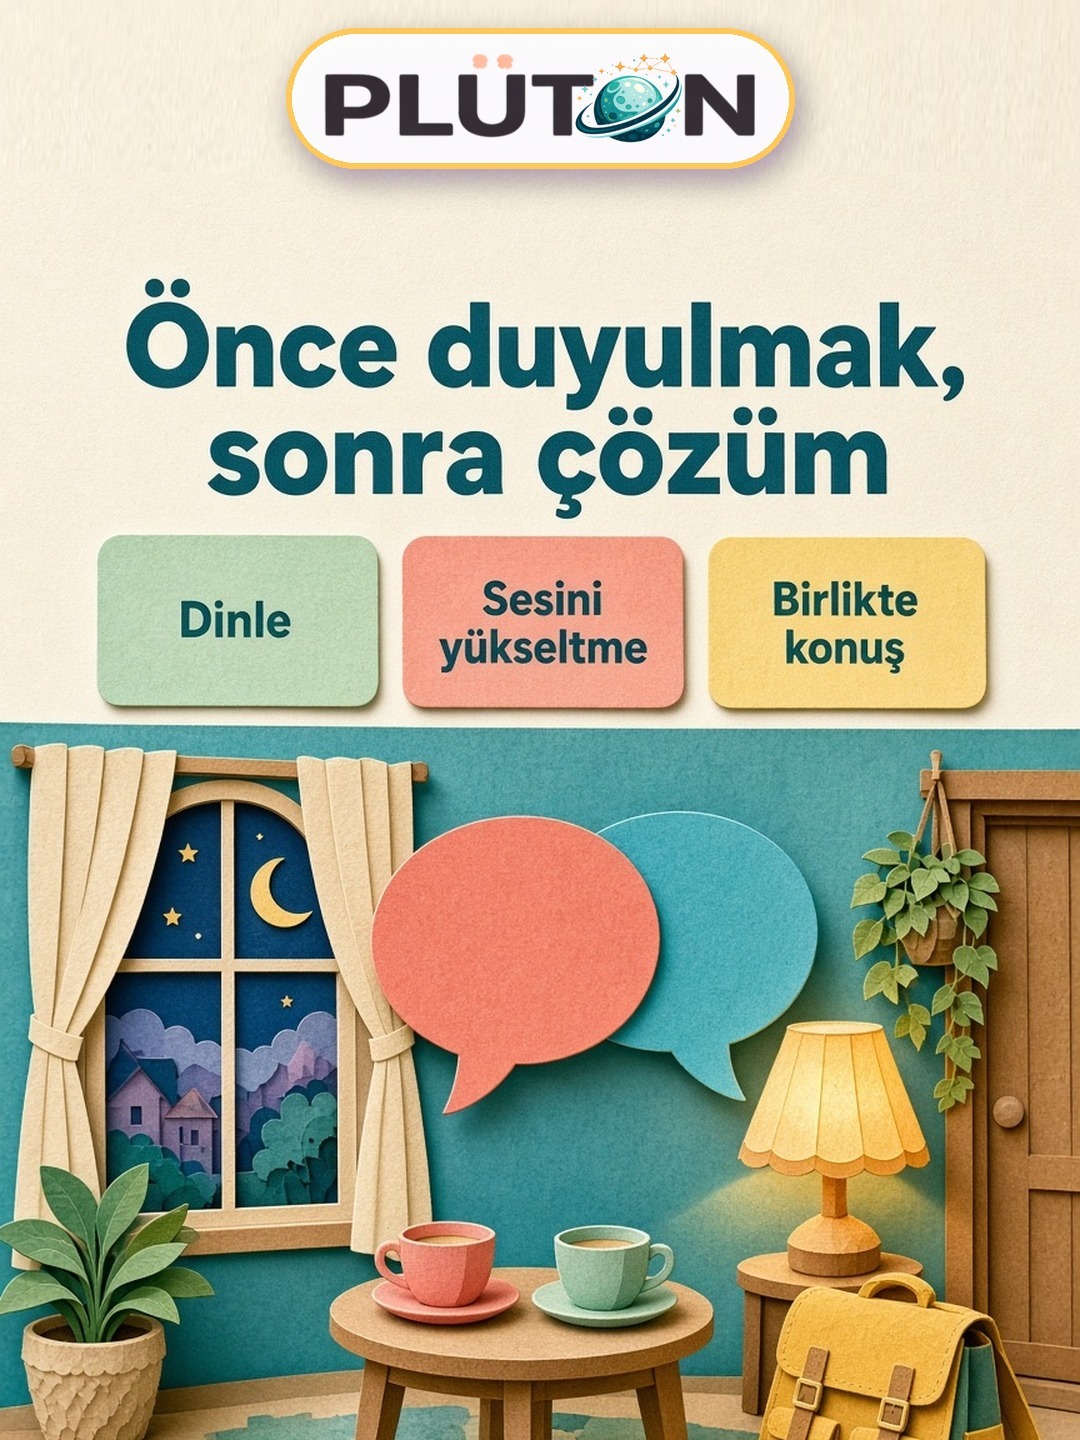 PLÜTON
Önce duyulmak,
sonra çözüm
Dinle
Sesini
yükseltme
Birlikte
konuş